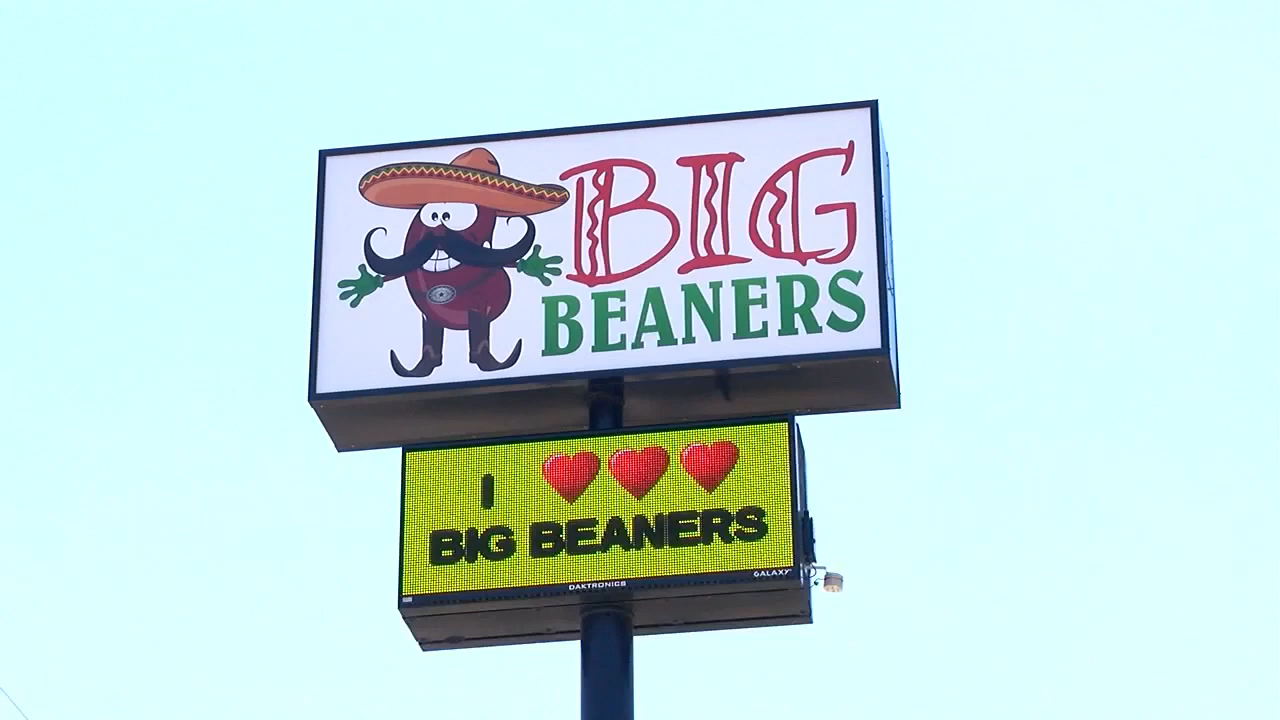 BIG
BEANERS
I ❤❤❤
BIG BEANERS
DAKTRONICS
GALAXY